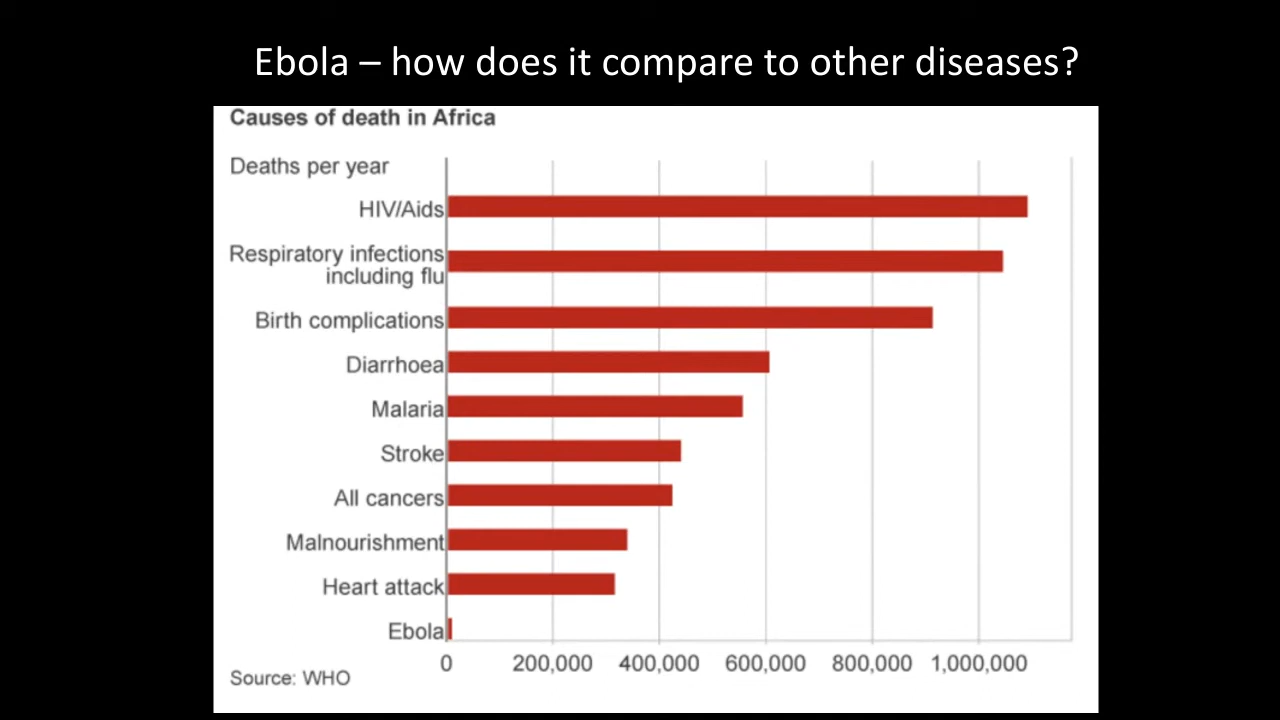 Ebola – how does it compare to other diseases?
Causes of death in Africa
Deaths per year
HIV/Aids
Respiratory infections
including flu
Birth complications
Diarrhoea
Malaria
Stroke
All cancers
Malnourishment
Heart attack
Ebola
0 200,000 400,000 600,000 800,000 1,000,000
Source: WHO